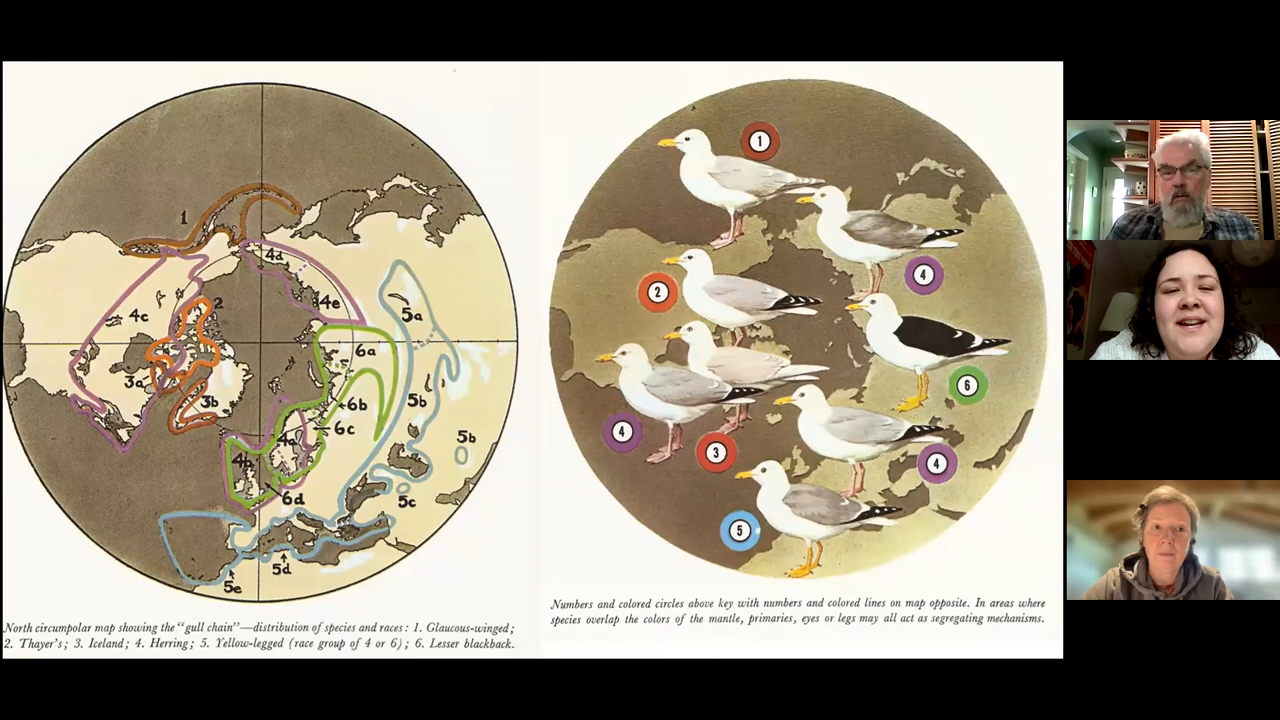 1
4d
2
4e
4c
5a
6a
3a
3b
5b
6b
6c
5b
4a
4b
5c
6d
5d
5e
North circumpolar map showing the "gull chain"—distribution of species and races: 1. Glaucous-winged;
2. Thayer's; 3. Iceland; 4. Herring; 5. Yellow-legged (race group of 4 or 6); 6. Lesser blackback.
1
4
2
6
4
3
4
5
Numbers and colored circles above key with numbers and colored lines on map opposite. In areas where
species overlap the colors of the mantle, primaries, eyes or legs may all act as segregating mechanisms.